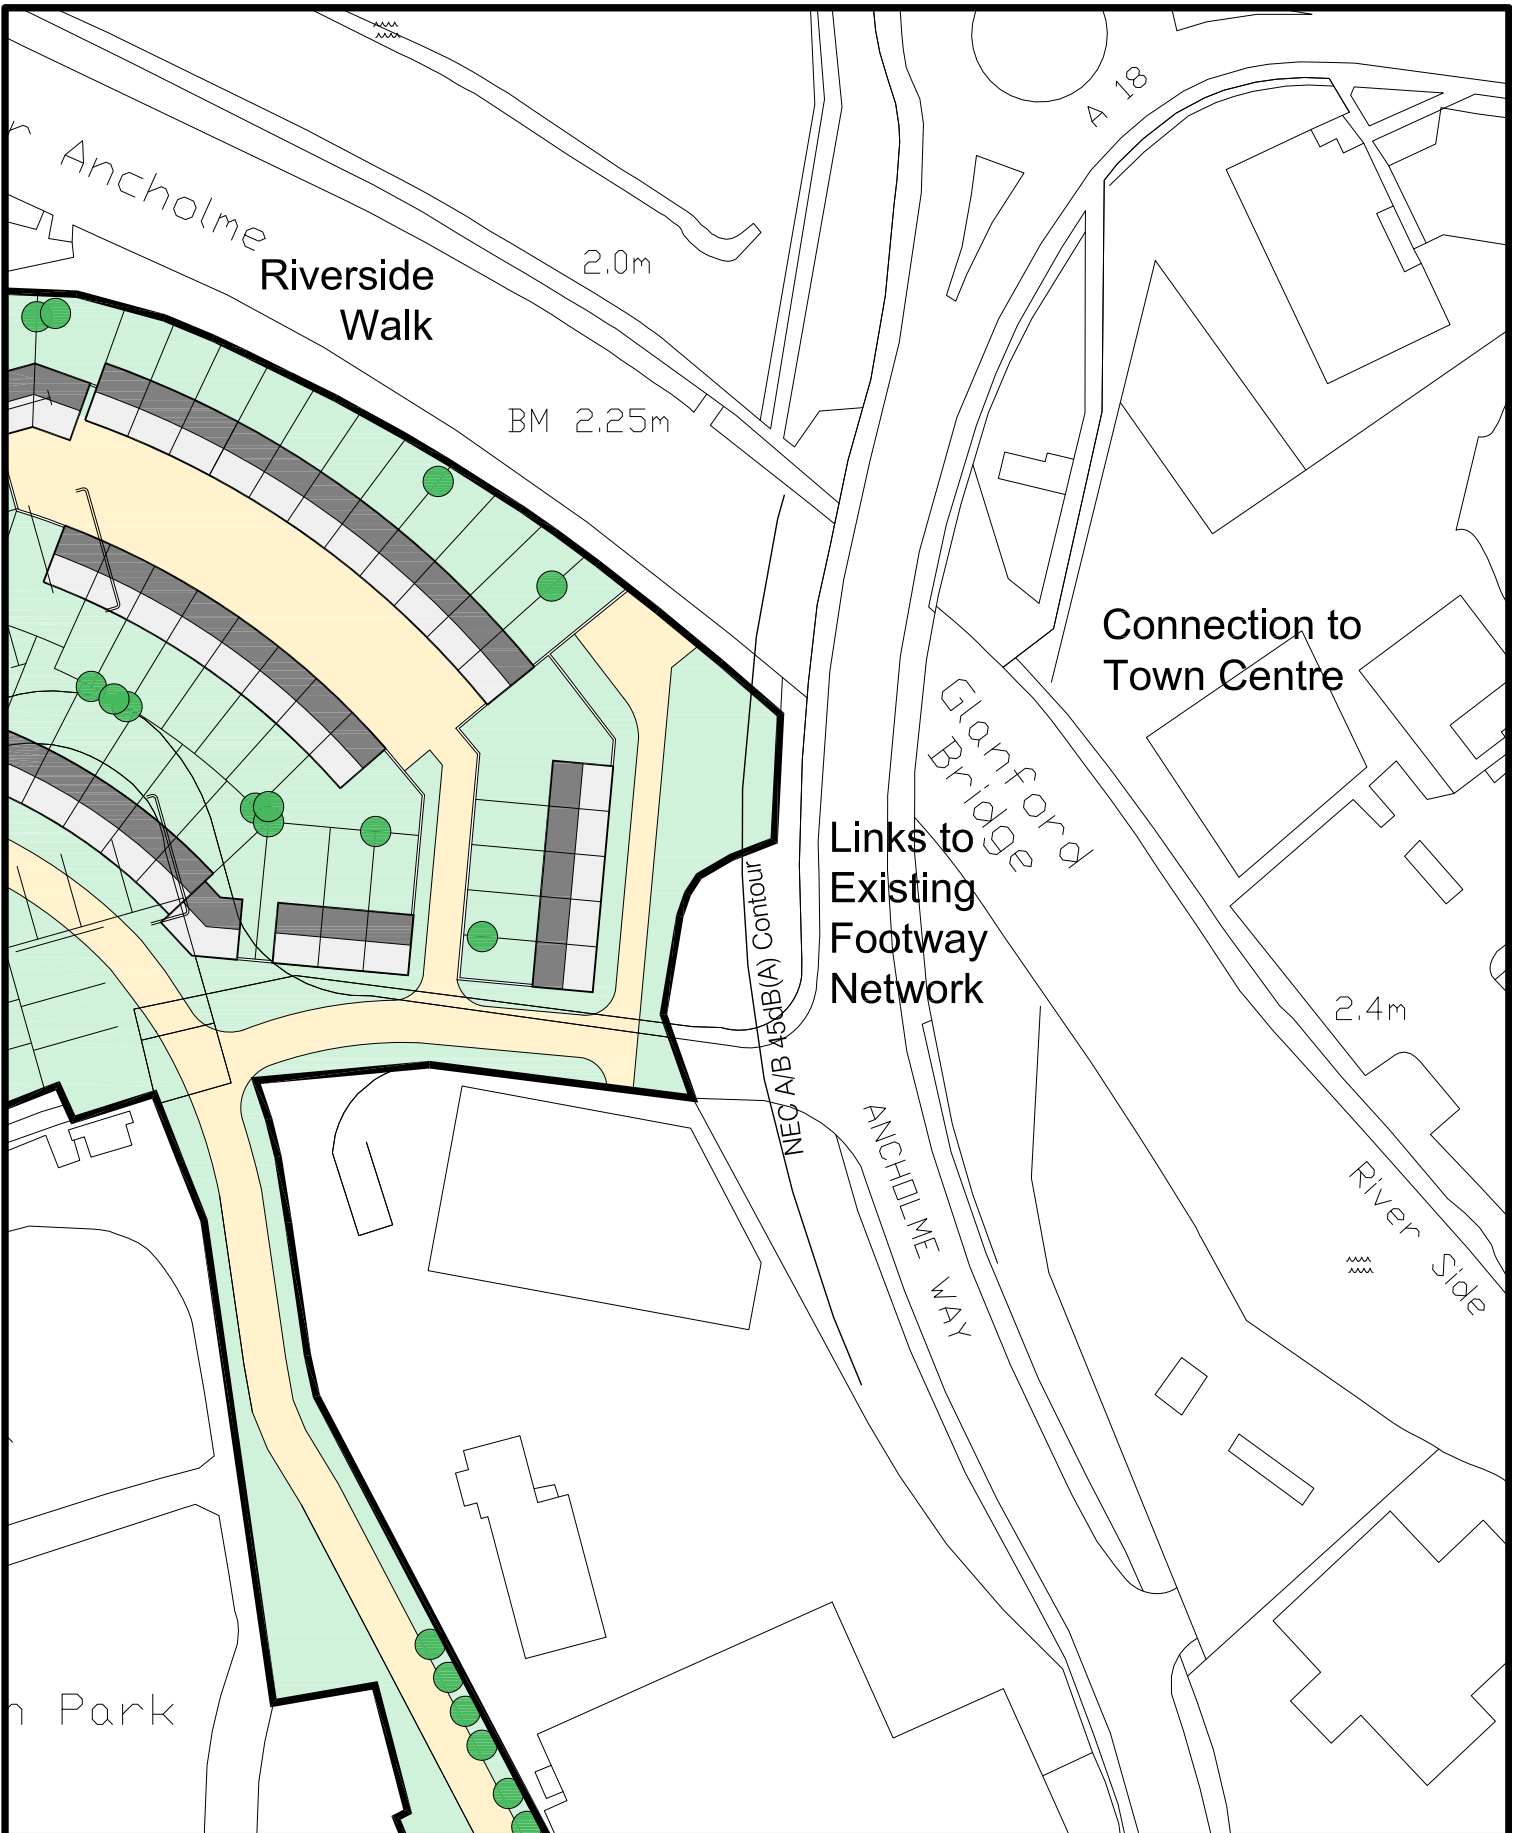 A 18
r Ancholme
Riverside
Walk
2.0m
BM 2.25m
Connection to
Town Centre
Glanford
Bridge
Links to
Existing
Footway
Network
NEC A/B 45dB(A) Contour
2.4m
ANCHOLME WAY
River Side
n Park